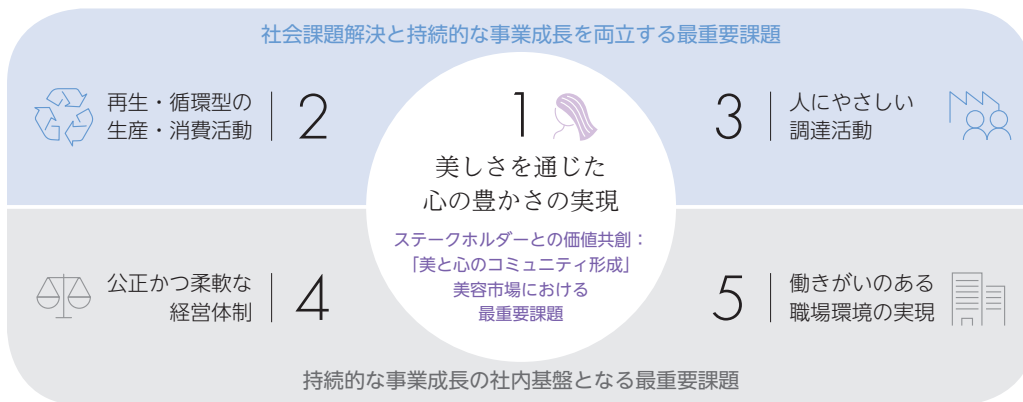 社会課題解決と持続的な事業成長を両立する最重要課題
再生・循環型の
生産・消費活動
2
1
美しさを通じた
心の豊かさの実現
ステークホルダーとの価値共創：
「美と心のコミュニティ形成」
美容市場における
最重要課題
3
人にやさしい
調達活動
公正かつ柔軟な
経営体制
4
5
働きがいのある
職場環境の実現
持続的な事業成長の社内基盤となる最重要課題